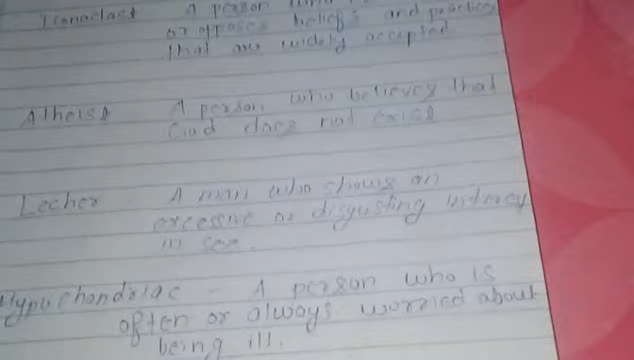 Iconoclast A person
or opposes beliefs and practices
that are widely accepted
Atheist A person who believes that
God does not exist
Lecher A man who shows an
excessive or disgusting interest
in sex.
Hypochondriac - A person who is
often or always worried about
being ill.